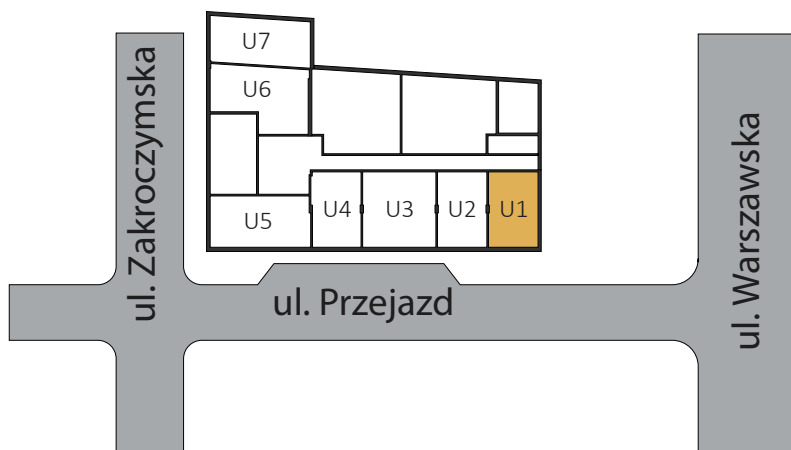 U7
U6
U5
U4
U3
U2
U1
ul. Zakroczymska
ul. Przejazd
ul. Warszawska